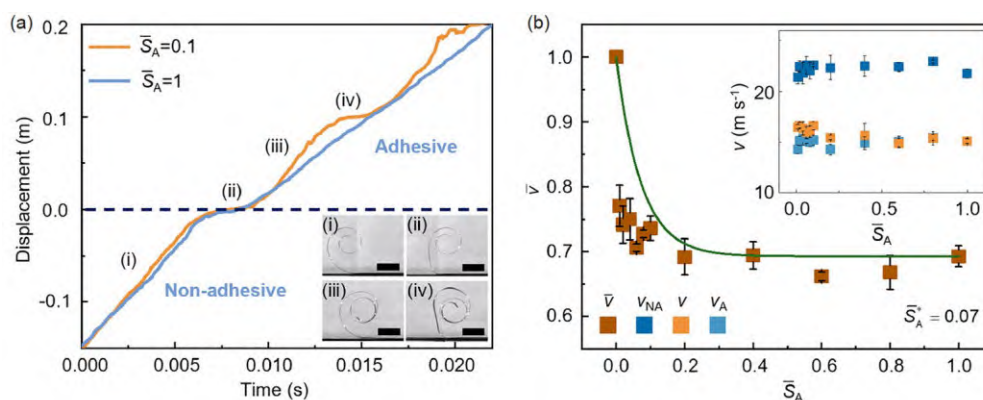 (a)
0.2
0.1
0.0
-0.1
Displacement (m)
S̅A=0.1
S̅A=1
(i)
(ii)
(iii)
(iv)
Adhesive
Non-adhesive
(i)
(ii)
(iii)
(iv)
0.000
0.005
0.010
0.015
0.020
Time (s)
(b)
1.0
0.9
0.8
0.7
0.6
v̅
v̅
vNA
v
vA
S̅*A = 0.07
0.0
0.2
0.4
0.6
0.8
1.0
S̅A
v (m s-1)
20
10
0.0
0.5
1.0
S̅A